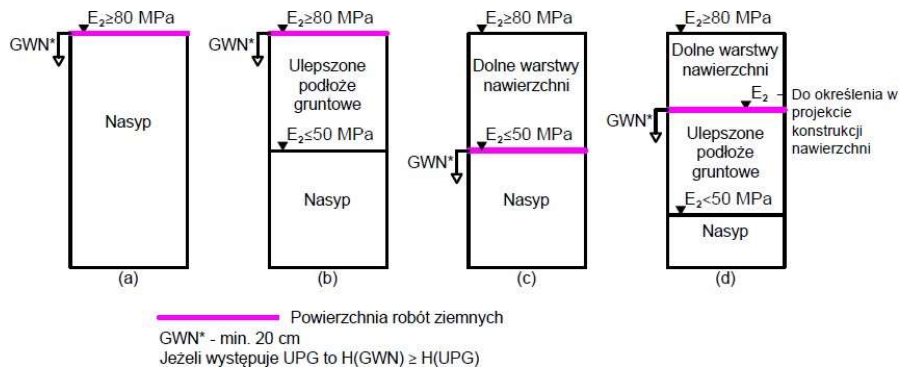 E₂≥80 MPa
GWN*
Nasyp
(a)
E₂≥80 MPa
GWN*
Ulepszone
podłoże
gruntowe
E₂≤50 MPa
Nasyp
(b)
E₂≥80 MPa
Dolne warstwy
nawierzchni
E₂≤50 MPa
GWN*
Nasyp
(c)
E₂≥80 MPa
Dolne warstwy
nawierzchni
E₂
Do określenia w
projekcie
konstrukcji
nawierzchni
GWN*
Ulepszone
podłoże
gruntowe
E₂<50 MPa
Nasyp
(d)
Powierzchnia robót ziemnych
GWN* - min. 20 cm
Jeżeli występuje UPG to H(GWN) ≥ H(UPG)